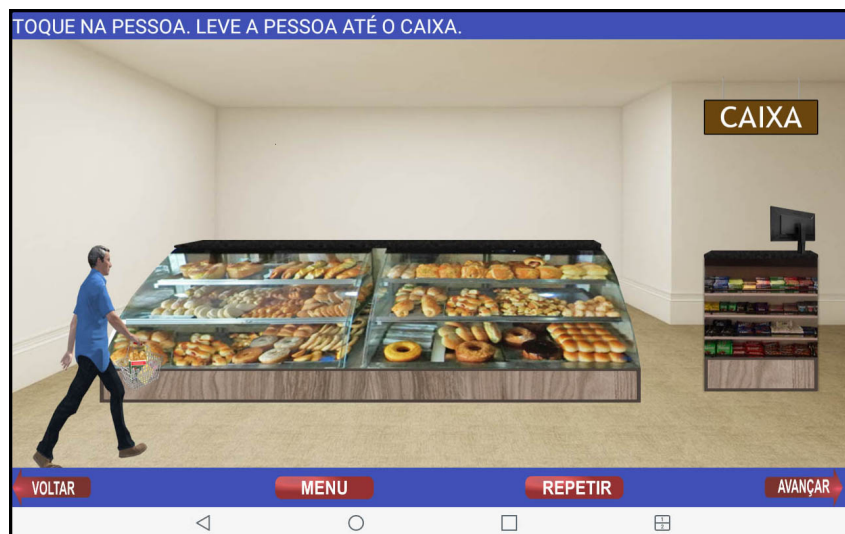 TOQUE NA PESSOA. LEVE A PESSOA ATÉ O CAIXA.
CAIXA
VOLTAR
MENU
REPETIR
AVANÇAR